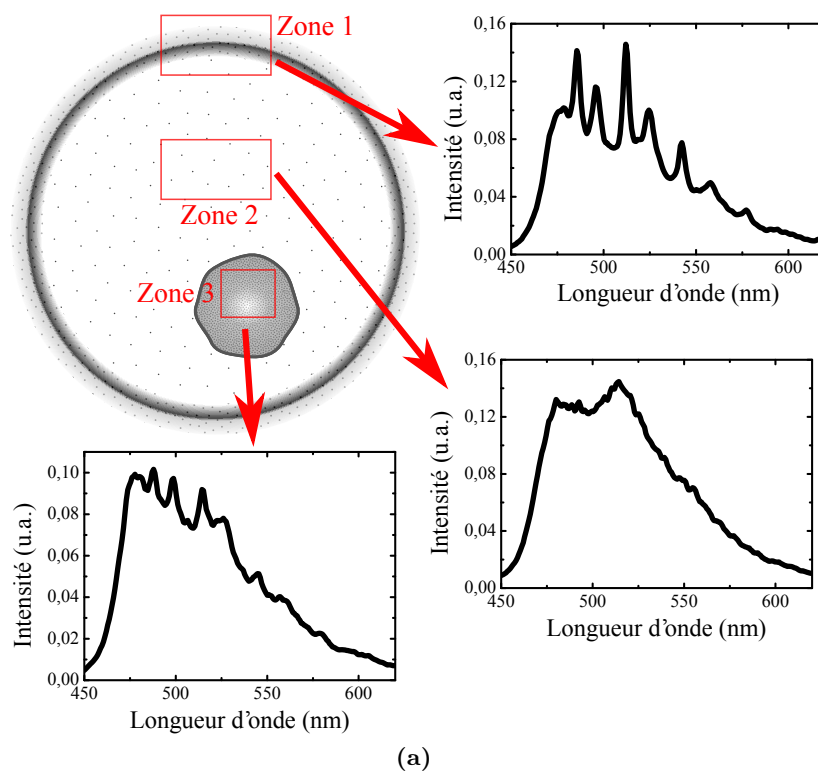 Zone 1
Zone 2
Zone 3
0,16
0,12
0,08
0,04
0,00
450 500 550 600
Intensité (u.a.)
Longueur d'onde (nm)
0,16
0,12
0,08
0,04
0,00
450 500 550 600
Intensité (u.a.)
Longueur d'onde (nm)
0,10
0,08
0,06
0,04
0,02
0,00
450 500 550 600
Intensité (u.a.)
Longueur d'onde (nm)
(a)